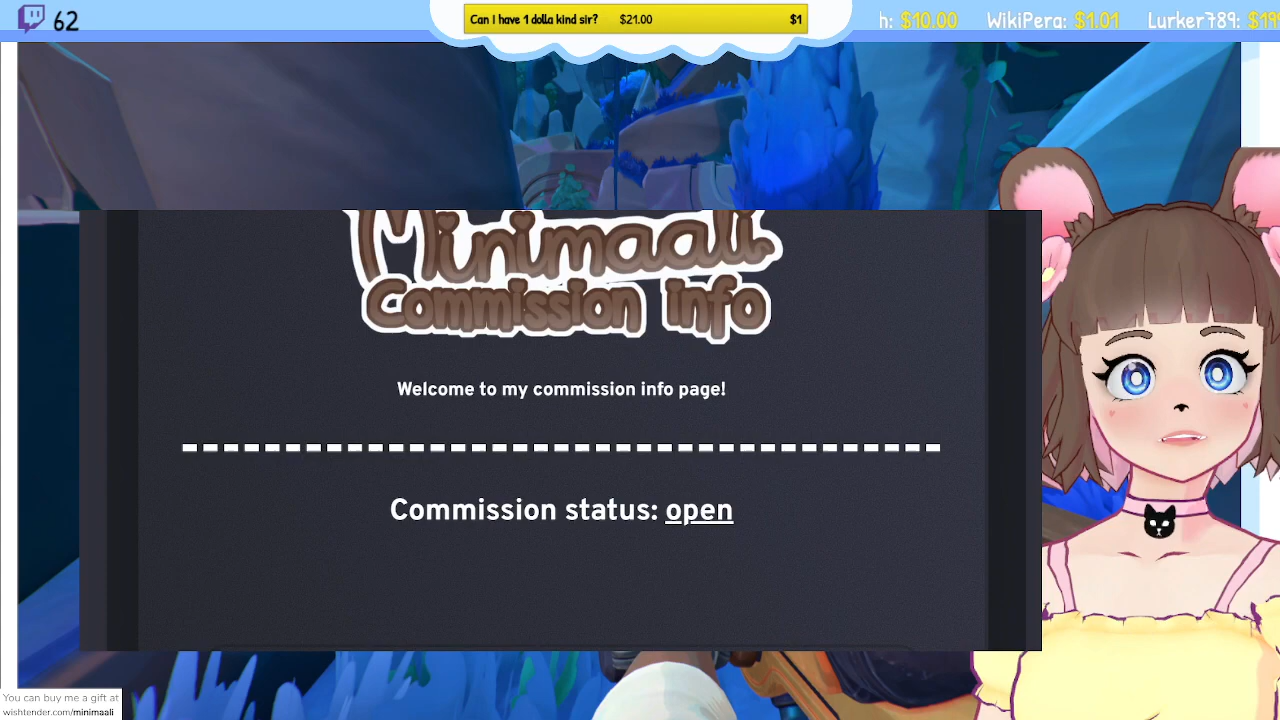 62
Can I have 1 dolla kind sir? $21.00 $1
h: $10.00 WikiPera: $1.01 Lurker789: $19
Minimaali
Commission info
Welcome to my commission info page!
Commission status: open
You can buy me a gift at
wishtender.com/minimaali